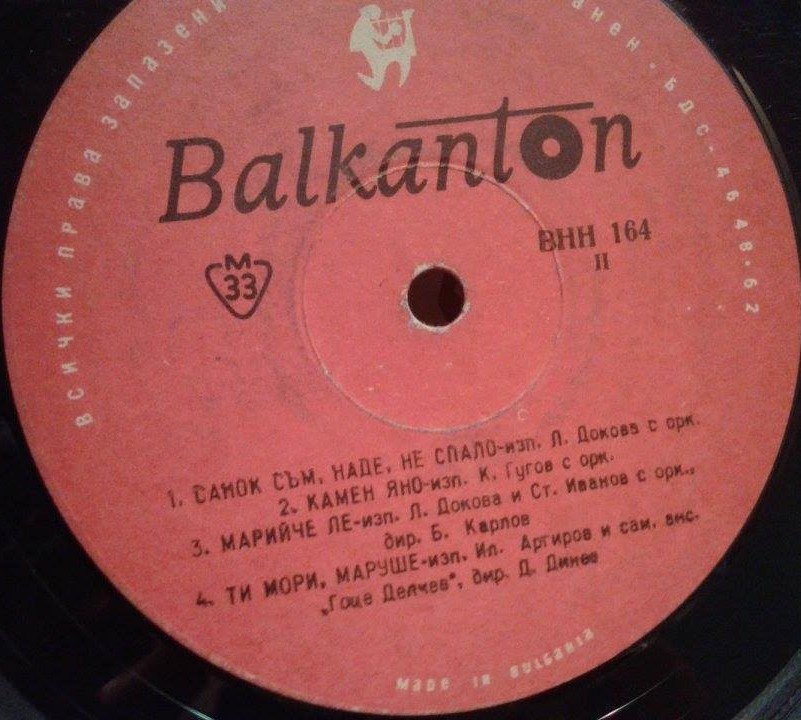 ВСИЧКИ ПРАВА ЗАПАЗЕНИ
АНЕН · БДС-4648-62
Balkanton
М
33
ВНН 164
II
1. САМОК СЪМ, НАДЕ, НЕ СПАЛО-изп. Л. Докова с орк.
2. КАМЕН ЯНО-изп. К. Гугов с орк.
3. МАРИЙЧЕ ЛЕ-изп. Л. Докова и Ст. Иванов с орк.,
дир. Б. Карлов
4. ТИ МОРИ, МАРУШЕ-изп. Ил. Аргиров и сам. анс.
„Гоце Делчев", дир. Д. Динев
MADE IN BULGARIA